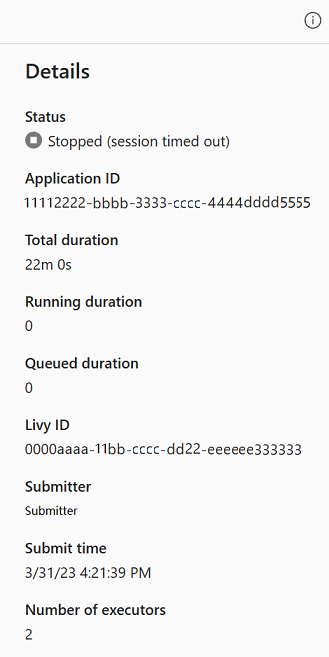 Details
Status
Stopped (session timed out)
Application ID
11112222-bbbb-3333-cccc-4444dddd5555
Total duration
22m 0s
Running duration
0
Queued duration
0
Livy ID
0000aaaa-11bb-cccc-dd22-eeeeee333333
Submitter
Submitter
Submit time
3/31/23 4:21:39 PM
Number of executors
2